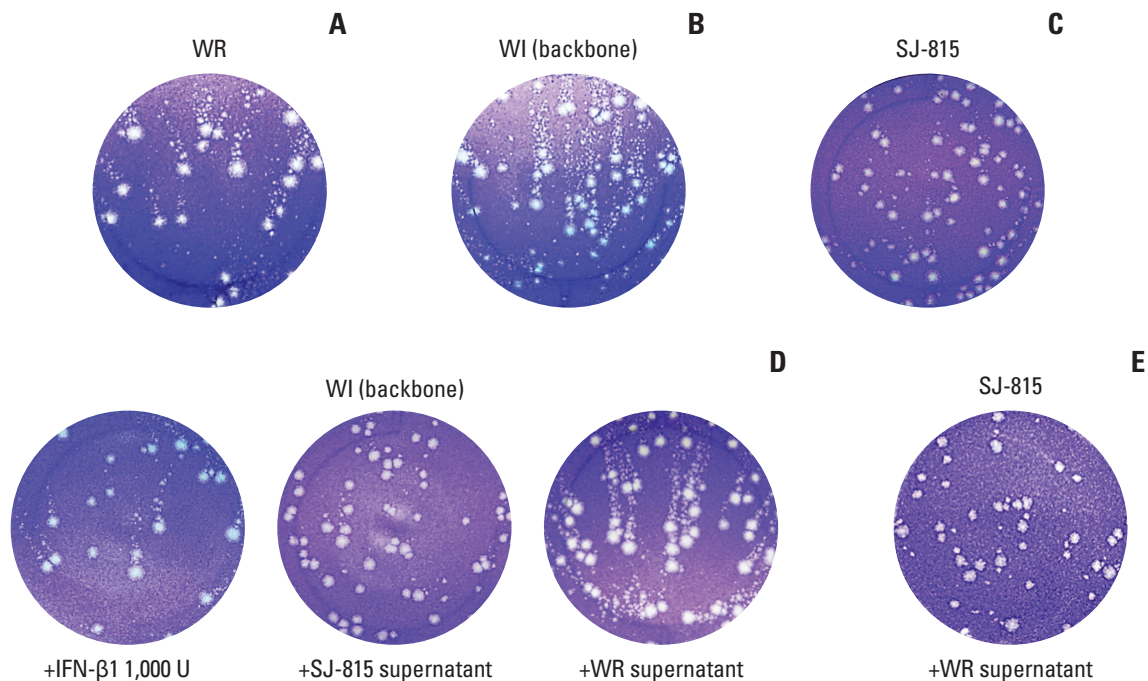 A
WR
B
WI (backbone)
C
SJ-815
D
WI (backbone)
E
SJ-815
+IFN-β1 1,000 U
+SJ-815 supernatant
+WR supernatant
+WR supernatant